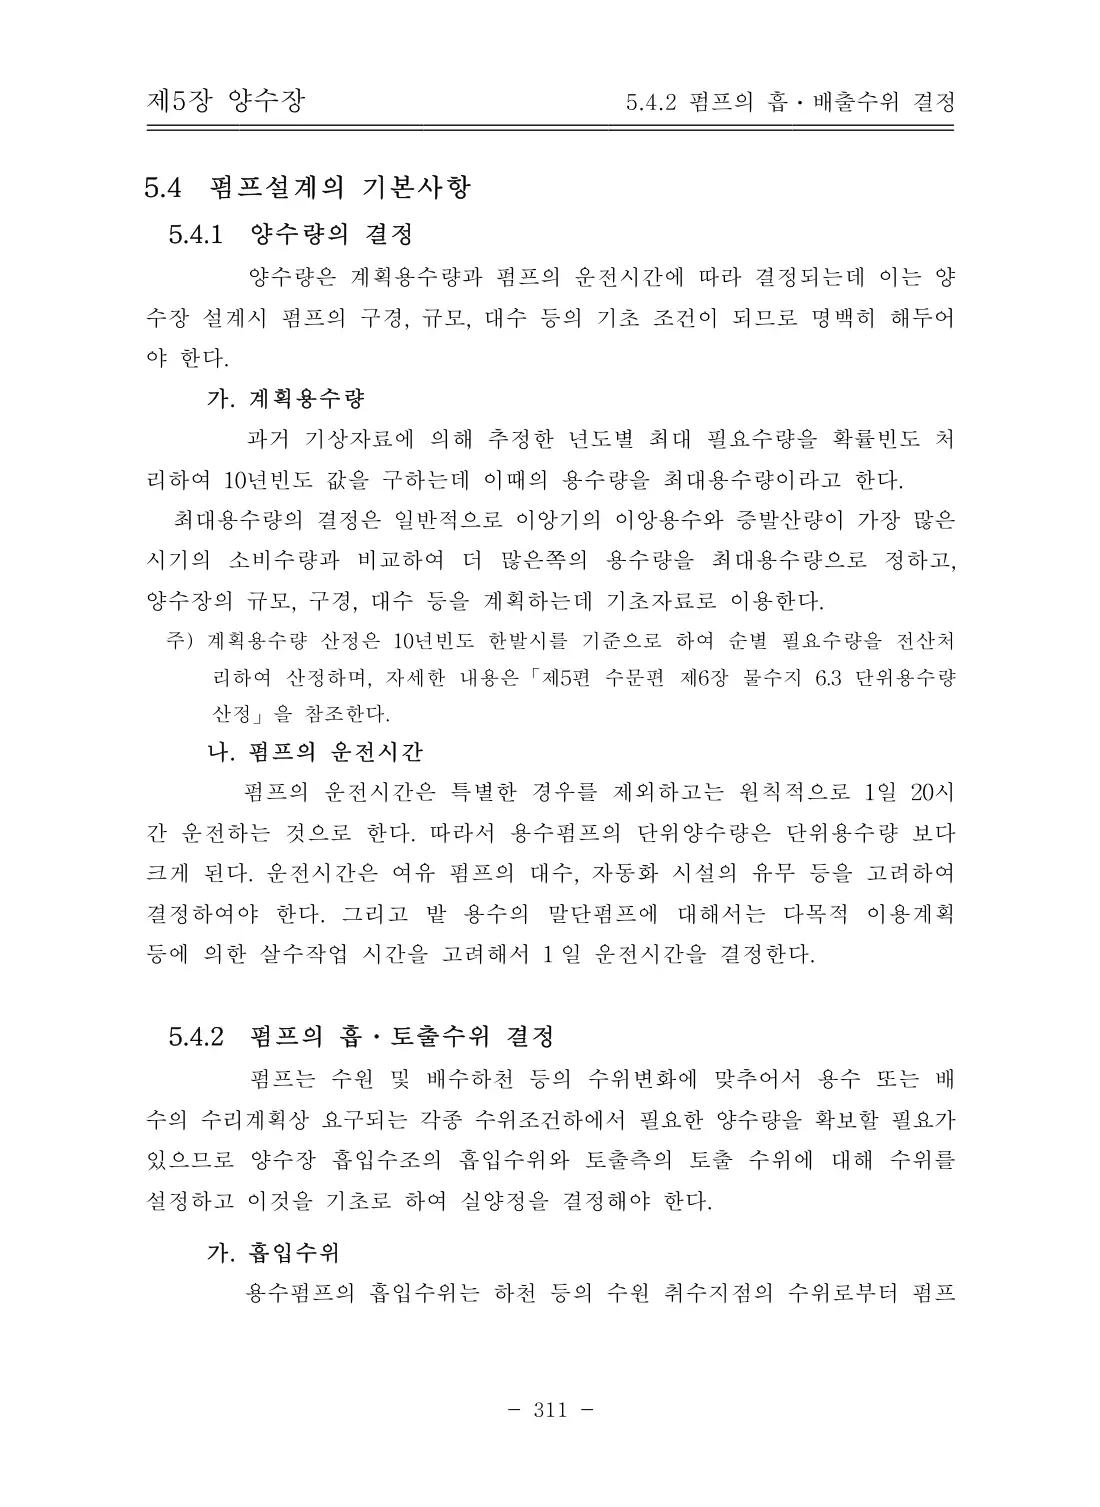 제5장 양수장
5.4.2 펌프의 흡·배출수위 결정
5.4 펌프설계의 기본사항
5.4.1 양수량의 결정
양수량은 계획용수량과 펌프의 운전시간에 따라 결정되는데 이는 양
수장 설계시 펌프의 구경, 규모, 대수 등의 기초 조건이 되므로 명백히 해두어
야 한다.
가. 계획용수량
과거 기상자료에 의해 추정한 년도별 최대 필요수량을 확률빈도 처
리하여 10년빈도 값을 구하는데 이때의 용수량을 최대용수량이라고 한다.
최대용수량의 결정은 일반적으로 이앙기의 이앙용수와 증발산량이 가장 많은
시기의 소비수량과 비교하여 더 많은쪽의 용수량을 최대용수량으로 정하고,
양수장의 규모, 구경, 대수 등을 계획하는데 기초자료로 이용한다.
주) 계획용수량 산정은 10년빈도 한발시를 기준으로 하여 순별 필요수량을 전산처
리하여 산정하며, 자세한 내용은「제5편 수문편 제6장 물수지 6.3 단위용수량
산정」을 참조한다.
나. 펌프의 운전시간
펌프의 운전시간은 특별한 경우를 제외하고는 원칙적으로 1일 20시
간 운전하는 것으로 한다. 따라서 용수펌프의 단위양수량은 단위용수량 보다
크게 된다. 운전시간은 여유 펌프의 대수, 자동화 시설의 유무 등을 고려하여
결정하여야 한다. 그리고 밭 용수의 말단펌프에 대해서는 다목적 이용계획
등에 의한 살수작업 시간을 고려해서 1 일 운전시간을 결정한다.
5.4.2 펌프의 흡·토출수위 결정
펌프는 수원 및 배수하천 등의 수위변화에 맞추어서 용수 또는 배
수의 수리계획상 요구되는 각종 수위조건하에서 필요한 양수량을 확보할 필요가
있으므로 양수장 흡입수조의 흡입수위와 토출측의 토출 수위에 대해 수위를
설정하고 이것을 기초로 하여 실양정을 결정해야 한다.
가. 흡입수위
용수펌프의 흡입수위는 하천 등의 수원 취수지점의 수위로부터 펌프
- 311 -